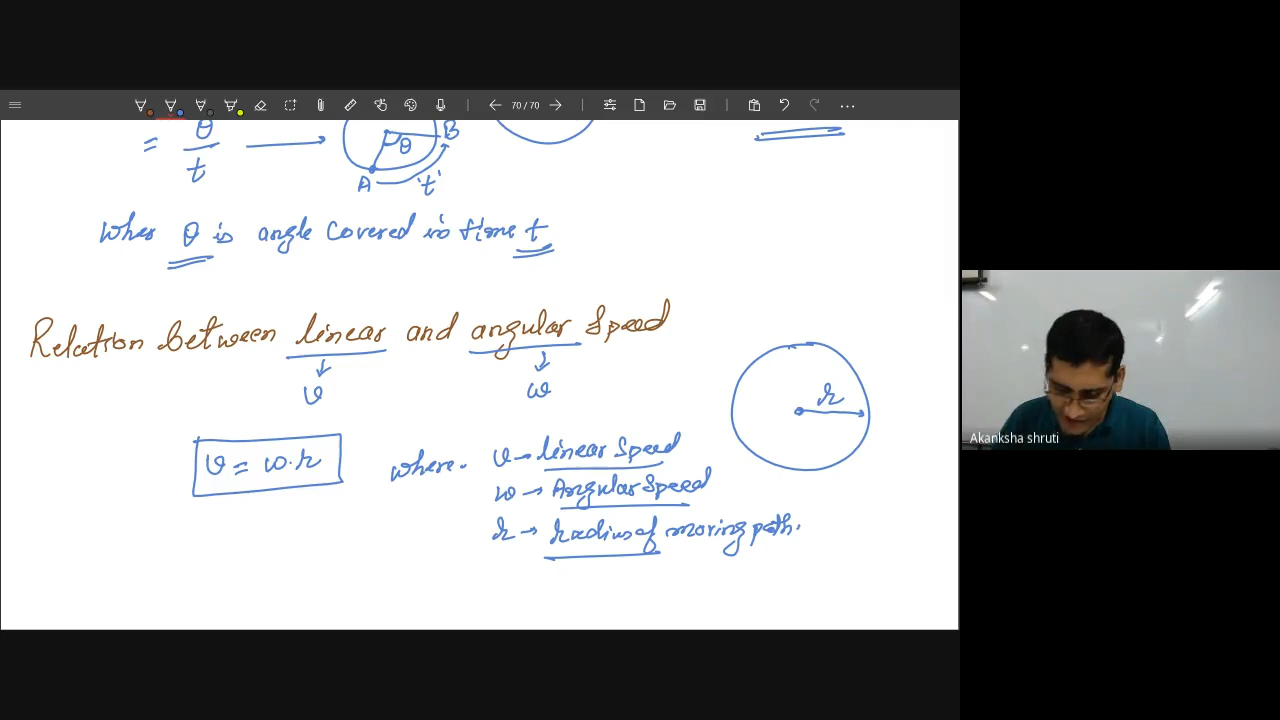 70 / 70
= θ/t
θ
B
A
't'
Wher θ is angle Covered in time t
Relation between linear and angular Speed
v
ω
r
v = ω.r
where.
v → linear Speed
ω → Angular Speed
r → radius of moving path.
Akanksha shruti